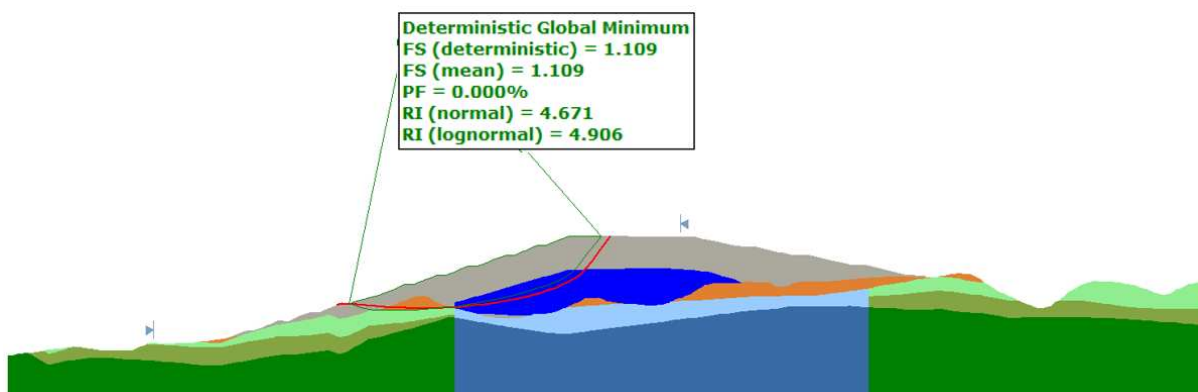 Deterministic Global Minimum
FS (deterministic) = 1.109
FS (mean) = 1.109
PF = 0.000%
RI (normal) = 4.671
RI (lognormal) = 4.906